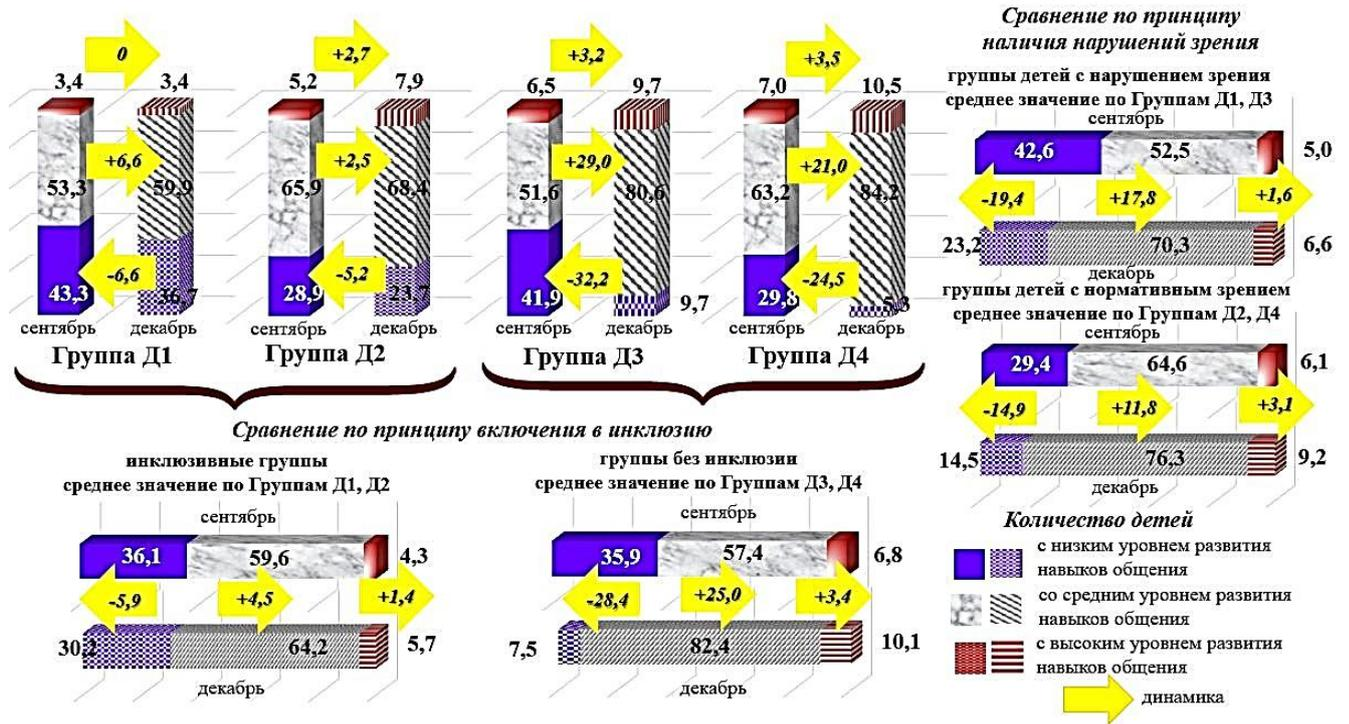 0
+2,7
+3,2
+3,5
3,4 3,4 5,2 7,9 6,5 9,7 7,0 10,5
+6,6 +2,5 +29,0 +21,0
53,3 59,9 65,9 68,4 51,6 80,6 63,2 84,2
-6,6 -5,2 -32,2 -24,5
43,3 36,7 28,9 23,7 41,9 9,7 29,8 5,3
сентябрь декабрь сентябрь декабрь сентябрь декабрь сентябрь декабрь
Группа Д1 Группа Д2 Группа Д3 Группа Д4
Сравнение по принципу
наличия нарушений зрения
группы детей с нарушением зрения
среднее значение по Группам Д1, Д3
сентябрь
42,6 52,5 5,0
-19,4 +17,8 +1,6
23,2 70,3 6,6
декабрь
группы детей с нормативным зрением
среднее значение по Группам Д2, Д4
сентябрь
29,4 64,6 6,1
-14,9 +11,8 +3,1
14,5 76,3 9,2
декабрь
Сравнение по принципу включения в инклюзию
инклюзивные группы
среднее значение по Группам Д1, Д2
сентябрь
36,1 59,6 4,3
-5,9 +4,5 +1,4
30,2 64,2 5,7
декабрь
группы без инклюзии
среднее значение по Группам Д3, Д4
сентябрь
35,9 57,4 6,8
-28,4 +25,0 +3,4
7,5 82,4 10,1
декабрь
Количество детей
с низким уровнем развития
навыков общения
со средним уровнем развития
навыков общения
с высоким уровнем развития
навыков общения
динамика